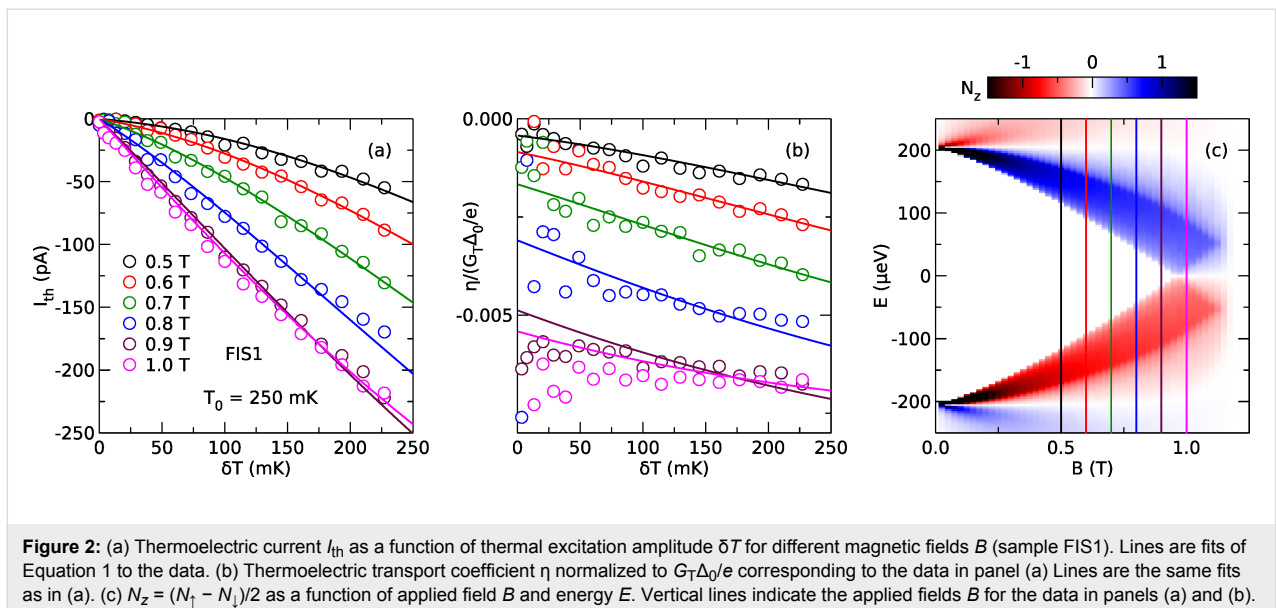 -1 0 1
N_z
0
-50
-100
-150
-200
-250
I_th (pA)
(a)
0.5 T
0.6 T
0.7 T
0.8 T
0.9 T
1.0 T
FIS1
T_0 = 250 mK
0 50 100 150 200 250
δT (mK)
0.000
-0.005
η/(G_TΔ_0/e)
(b)
0 50 100 150 200 250
δT (mK)
200
100
0
-100
-200
E (μeV)
(c)
0.0 0.5 1.0
B (T)
Figure 2: (a) Thermoelectric current I_th as a function of thermal excitation amplitude δT for different magnetic fields B (sample FIS1). Lines are fits of
Equation 1 to the data. (b) Thermoelectric transport coefficient η normalized to G_TΔ_0/e corresponding to the data in panel (a) Lines are the same fits
as in (a). (c) N_z = (N_↑ − N_↓)/2 as a function of applied field B and energy E. Vertical lines indicate the applied fields B for the data in panels (a) and (b).